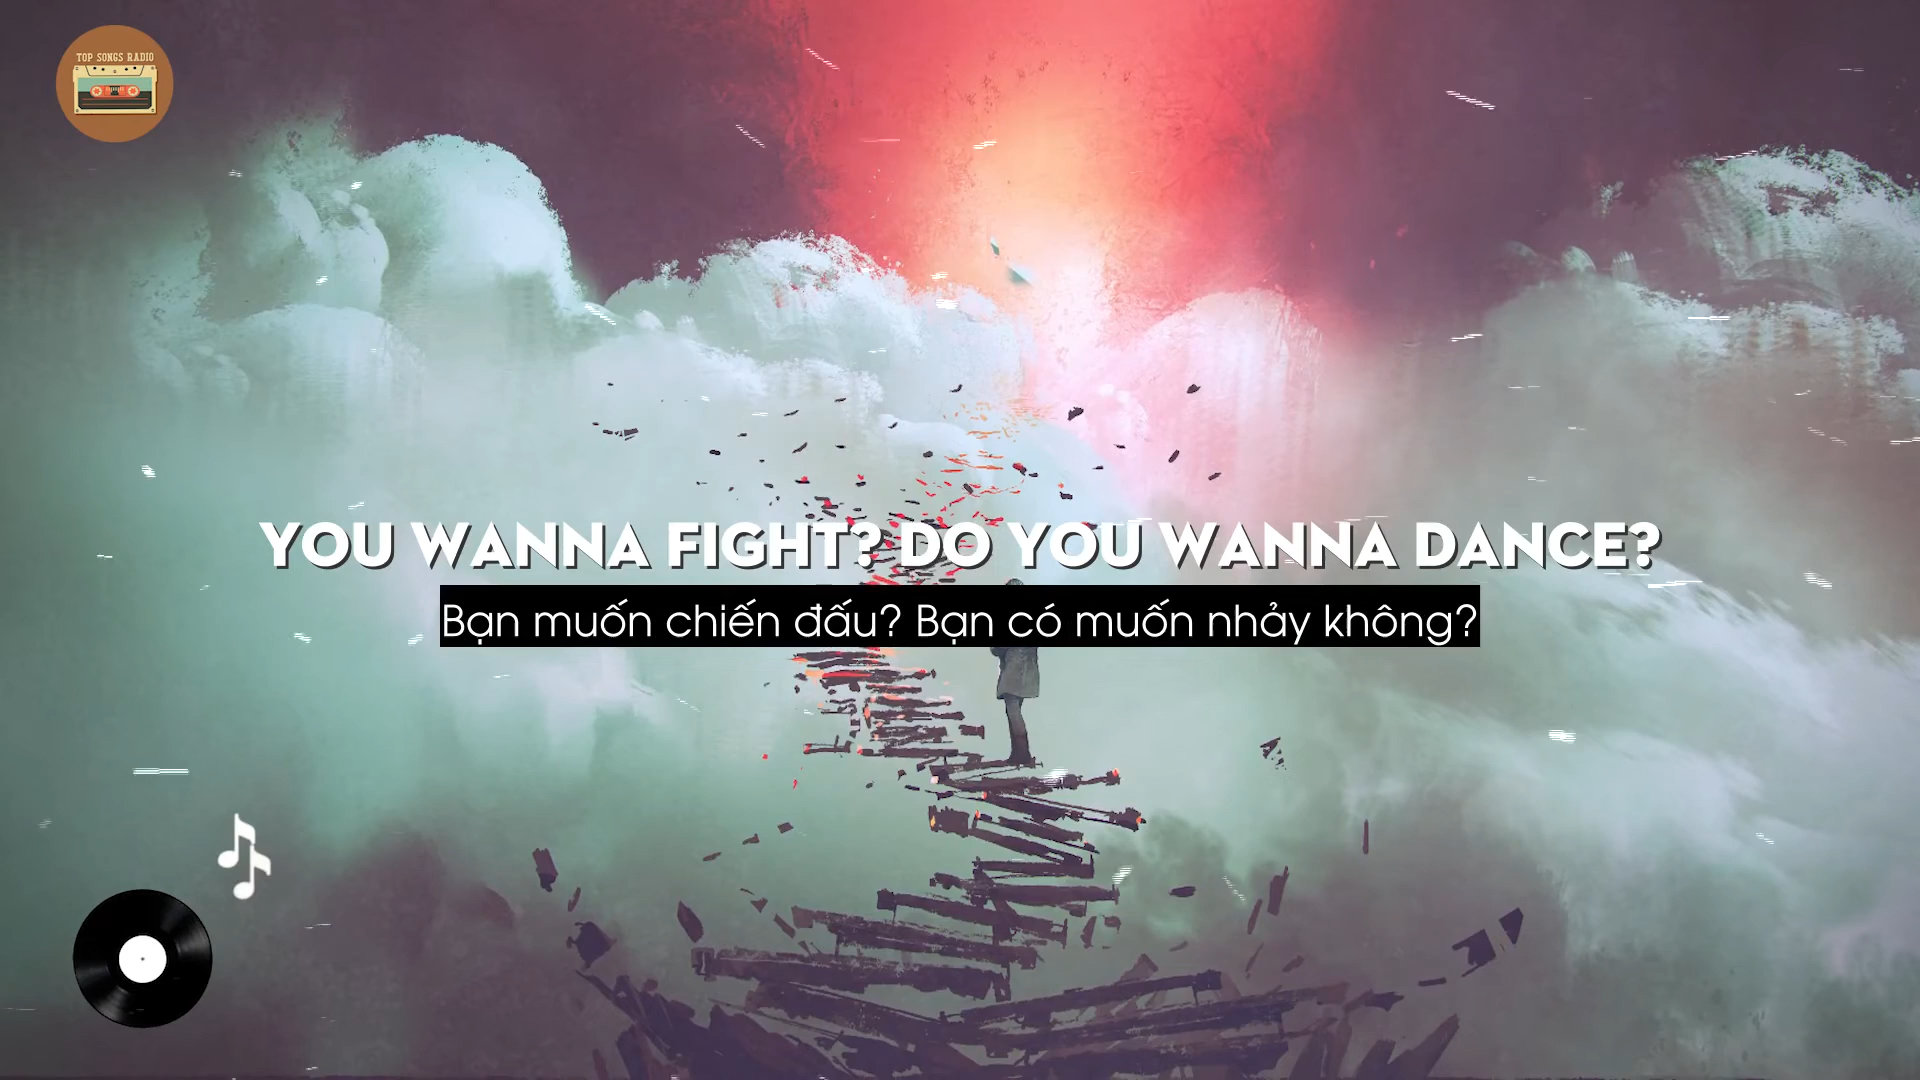 TOP SONGS RADIO
YOU WANNA FIGHT? DO YOU WANNA DANCE?
Bạn muốn chiến đấu? Bạn có muốn nhảy không?